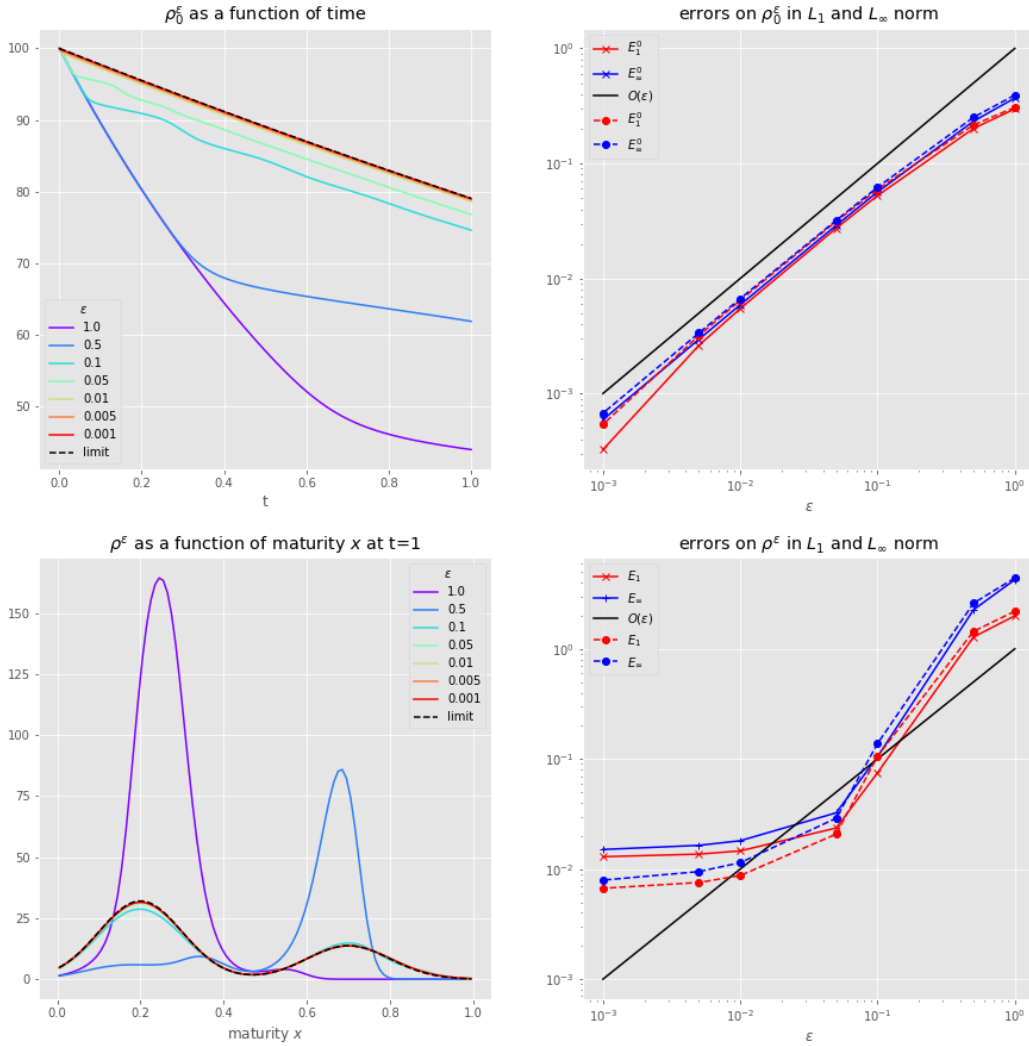 ρ₀^ε as a function of time
100
90
80
70
60
50
ε
1.0
0.5
0.1
0.05
0.01
0.005
0.001
limit
0.0 0.2 0.4 0.6 0.8 1.0
t
errors on ρ₀^ε in L₁ and L∞ norm
E₁⁰
E∞⁰
O(ε)
E₁⁰
E∞⁰
10⁰
10⁻¹
10⁻²
10⁻³
10⁻³ 10⁻² 10⁻¹ 10⁰
ε
ρ^ε as a function of maturity x at t=1
150
125
100
75
50
25
0
ε
1.0
0.5
0.1
0.05
0.01
0.005
0.001
limit
0.0 0.2 0.4 0.6 0.8 1.0
maturity x
errors on ρ^ε in L₁ and L∞ norm
E₁
E∞
O(ε)
E₁
E∞
10⁰
10⁻¹
10⁻²
10⁻³
10⁻³ 10⁻² 10⁻¹ 10⁰
ε